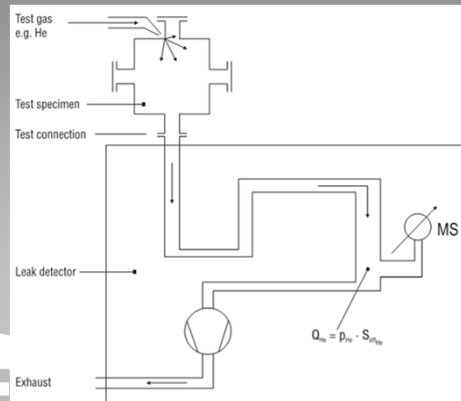 Test gas
e.g. He
Test specimen
Test connection
MS
Leak detector
Q_He = p_He · S_eff_He
Exhaust